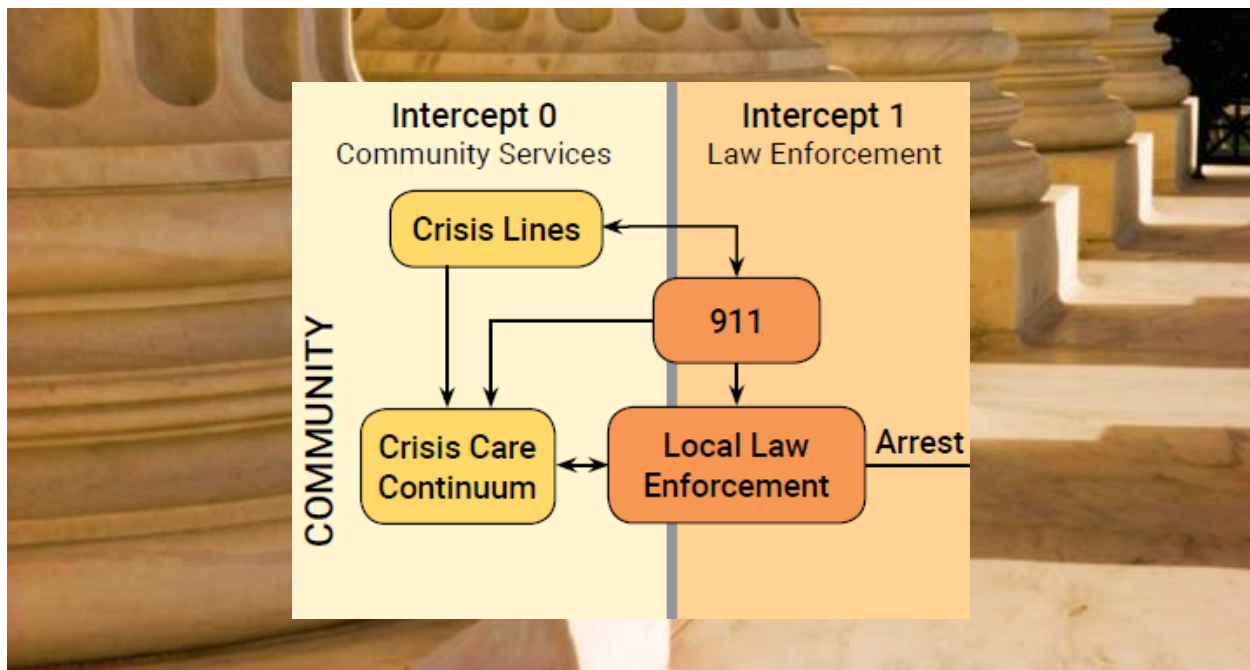 Intercept 0
Community Services
Intercept 1
Law Enforcement
Crisis Lines
911
COMMUNITY
Crisis Care
Continuum
Local Law
Enforcement
Arrest